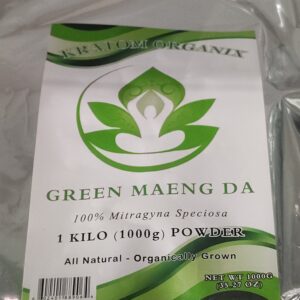 KRATOM ORGANIX
GREEN MAENG DA
100% Mitragyna Speciosa
1 KILO (1000g) POWDER
All Natural - Organically Grown
NET WT 1000G
(35.27 OZ)